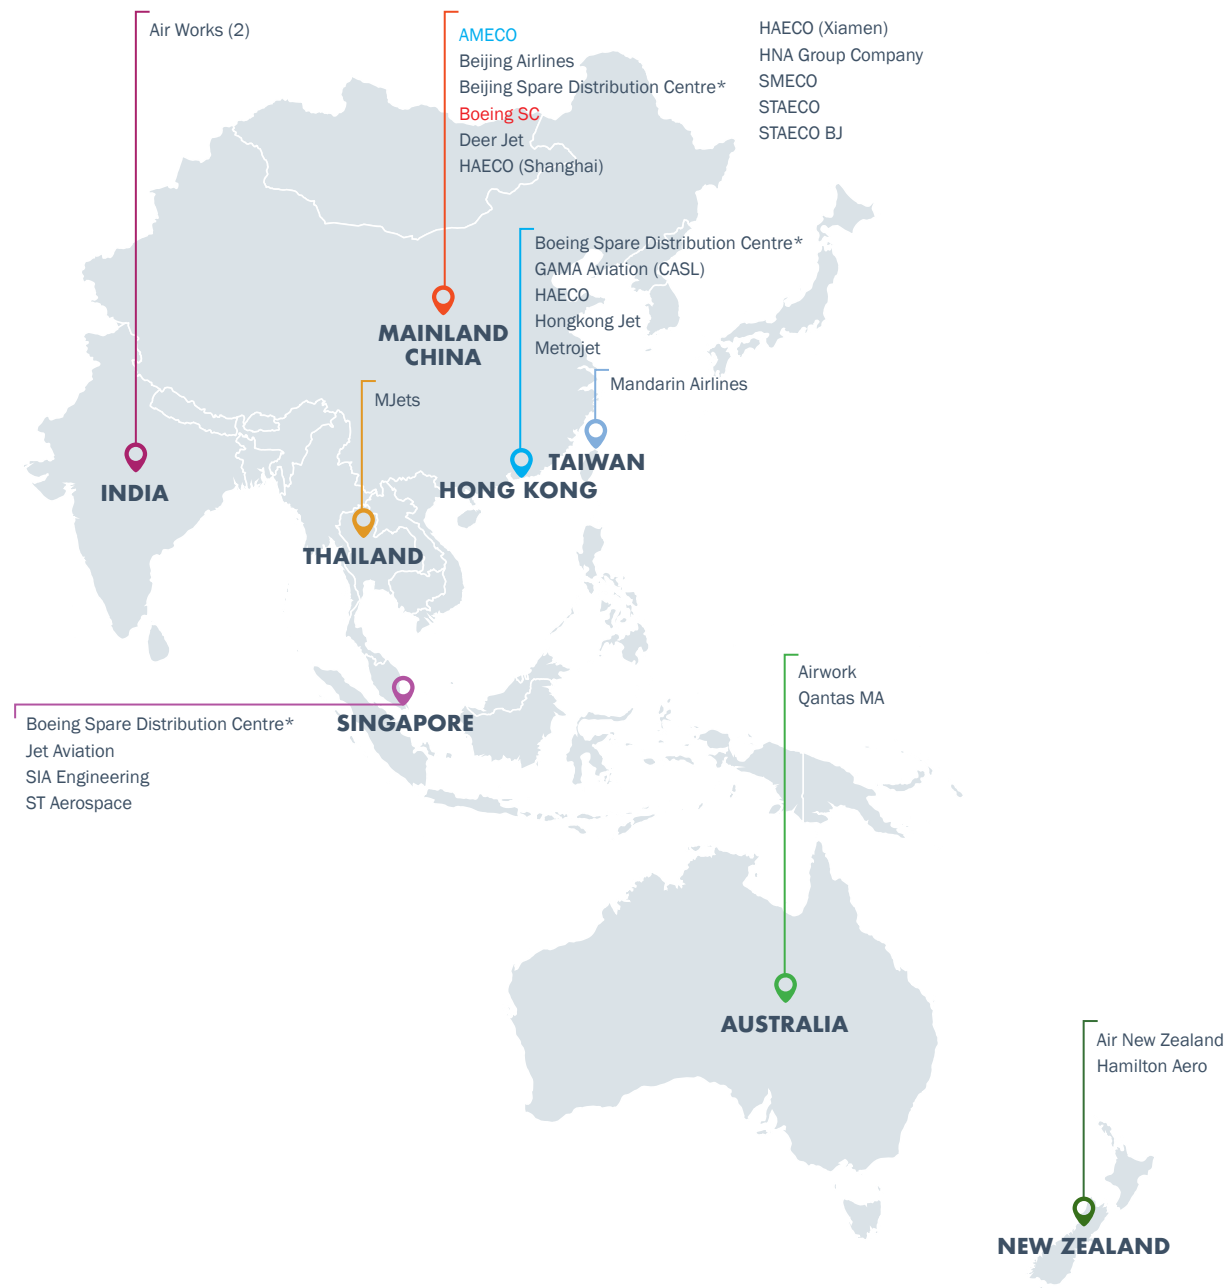 Air Works (2)
AMECO
Beijing Airlines
Beijing Spare Distribution Centre*
Boeing SC
Deer Jet
HAECO (Shanghai)
HAECO (Xiamen)
HNA Group Company
SMECO
STAECO
STAECO BJ
Boeing Spare Distribution Centre*
GAMA Aviation (CASL)
HAECO
Hongkong Jet
Metrojet
MAINLAND
CHINA
Mandarin Airlines
MJets
TAIWAN
HONG KONG
INDIA
THAILAND
Boeing Spare Distribution Centre*
Jet Aviation
SIA Engineering
ST Aerospace
SINGAPORE
Airwork
Qantas MA
AUSTRALIA
Air New Zealand
Hamilton Aero
NEW ZEALAND